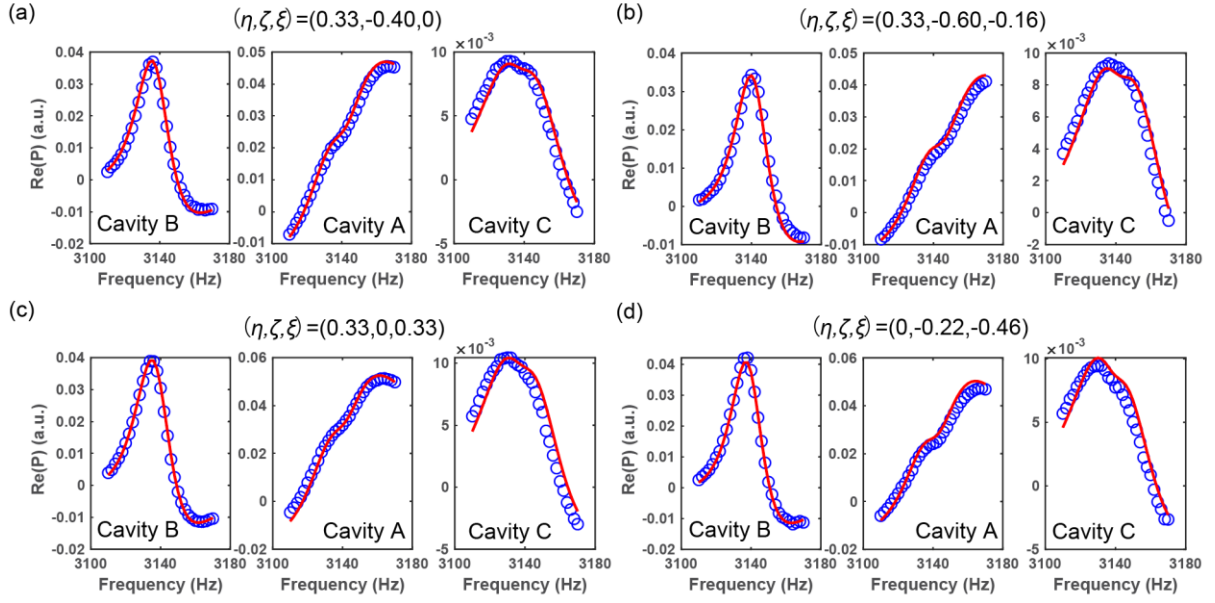 (a)
(η,ζ,ξ)=(0.33,-0.40,0)
Re(P) (a.u.)
0.04
0.03
0.02
0.01
0
-0.01
-0.02
Cavity B
3100 3140 3180
Frequency (Hz)
0.05
0.04
0.03
0.02
0.01
0
-0.01
Cavity A
3100 3140 3180
Frequency (Hz)
×10-3
10
5
0
-5
Cavity C
3100 3140 3180
Frequency (Hz)
(b)
(η,ζ,ξ)=(0.33,-0.60,-0.16)
Re(P) (a.u.)
0.04
0.03
0.02
0.01
0
-0.01
Cavity B
3100 3140 3180
Frequency (Hz)
0.05
0.04
0.03
0.02
0.01
0
-0.01
Cavity A
3100 3140 3180
Frequency (Hz)
×10-3
10
8
6
4
2
0
-2
Cavity C
3100 3140 3180
Frequency (Hz)
(c)
(η,ζ,ξ)=(0.33,0,0.33)
Re(P) (a.u.)
0.04
0.03
0.02
0.01
0
-0.01
-0.02
Cavity B
3100 3140 3180
Frequency (Hz)
0.06
0.04
0.02
0
-0.02
Cavity A
3100 3140 3180
Frequency (Hz)
×10-3
10
5
0
-5
Cavity C
3100 3140 3180
Frequency (Hz)
(d)
(η,ζ,ξ)=(0,-0.22,-0.46)
Re(P) (a.u.)
0.04
0.03
0.02
0.01
0
-0.01
-0.02
Cavity B
3100 3140 3180
Frequency (Hz)
0.06
0.04
0.02
0
-0.02
Cavity A
3100 3140 3180
Frequency (Hz)
×10-3
10
5
0
-5
Cavity C
3100 3140 3180
Frequency (Hz)